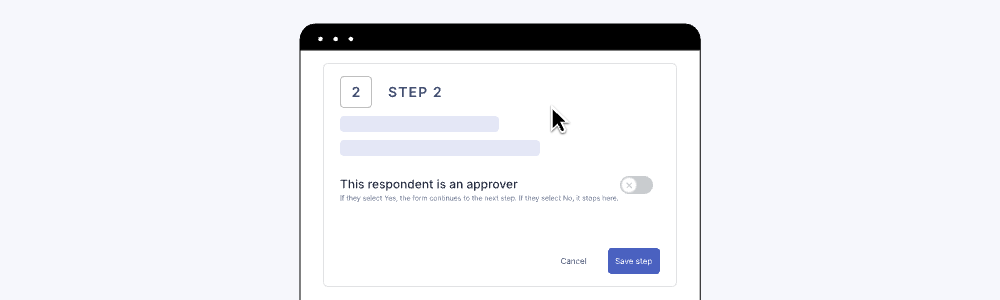 2 STEP 2
This respondent is an approver
If they select Yes, the form continues to the next step. If they select No, it stops here.
Cancel Save step